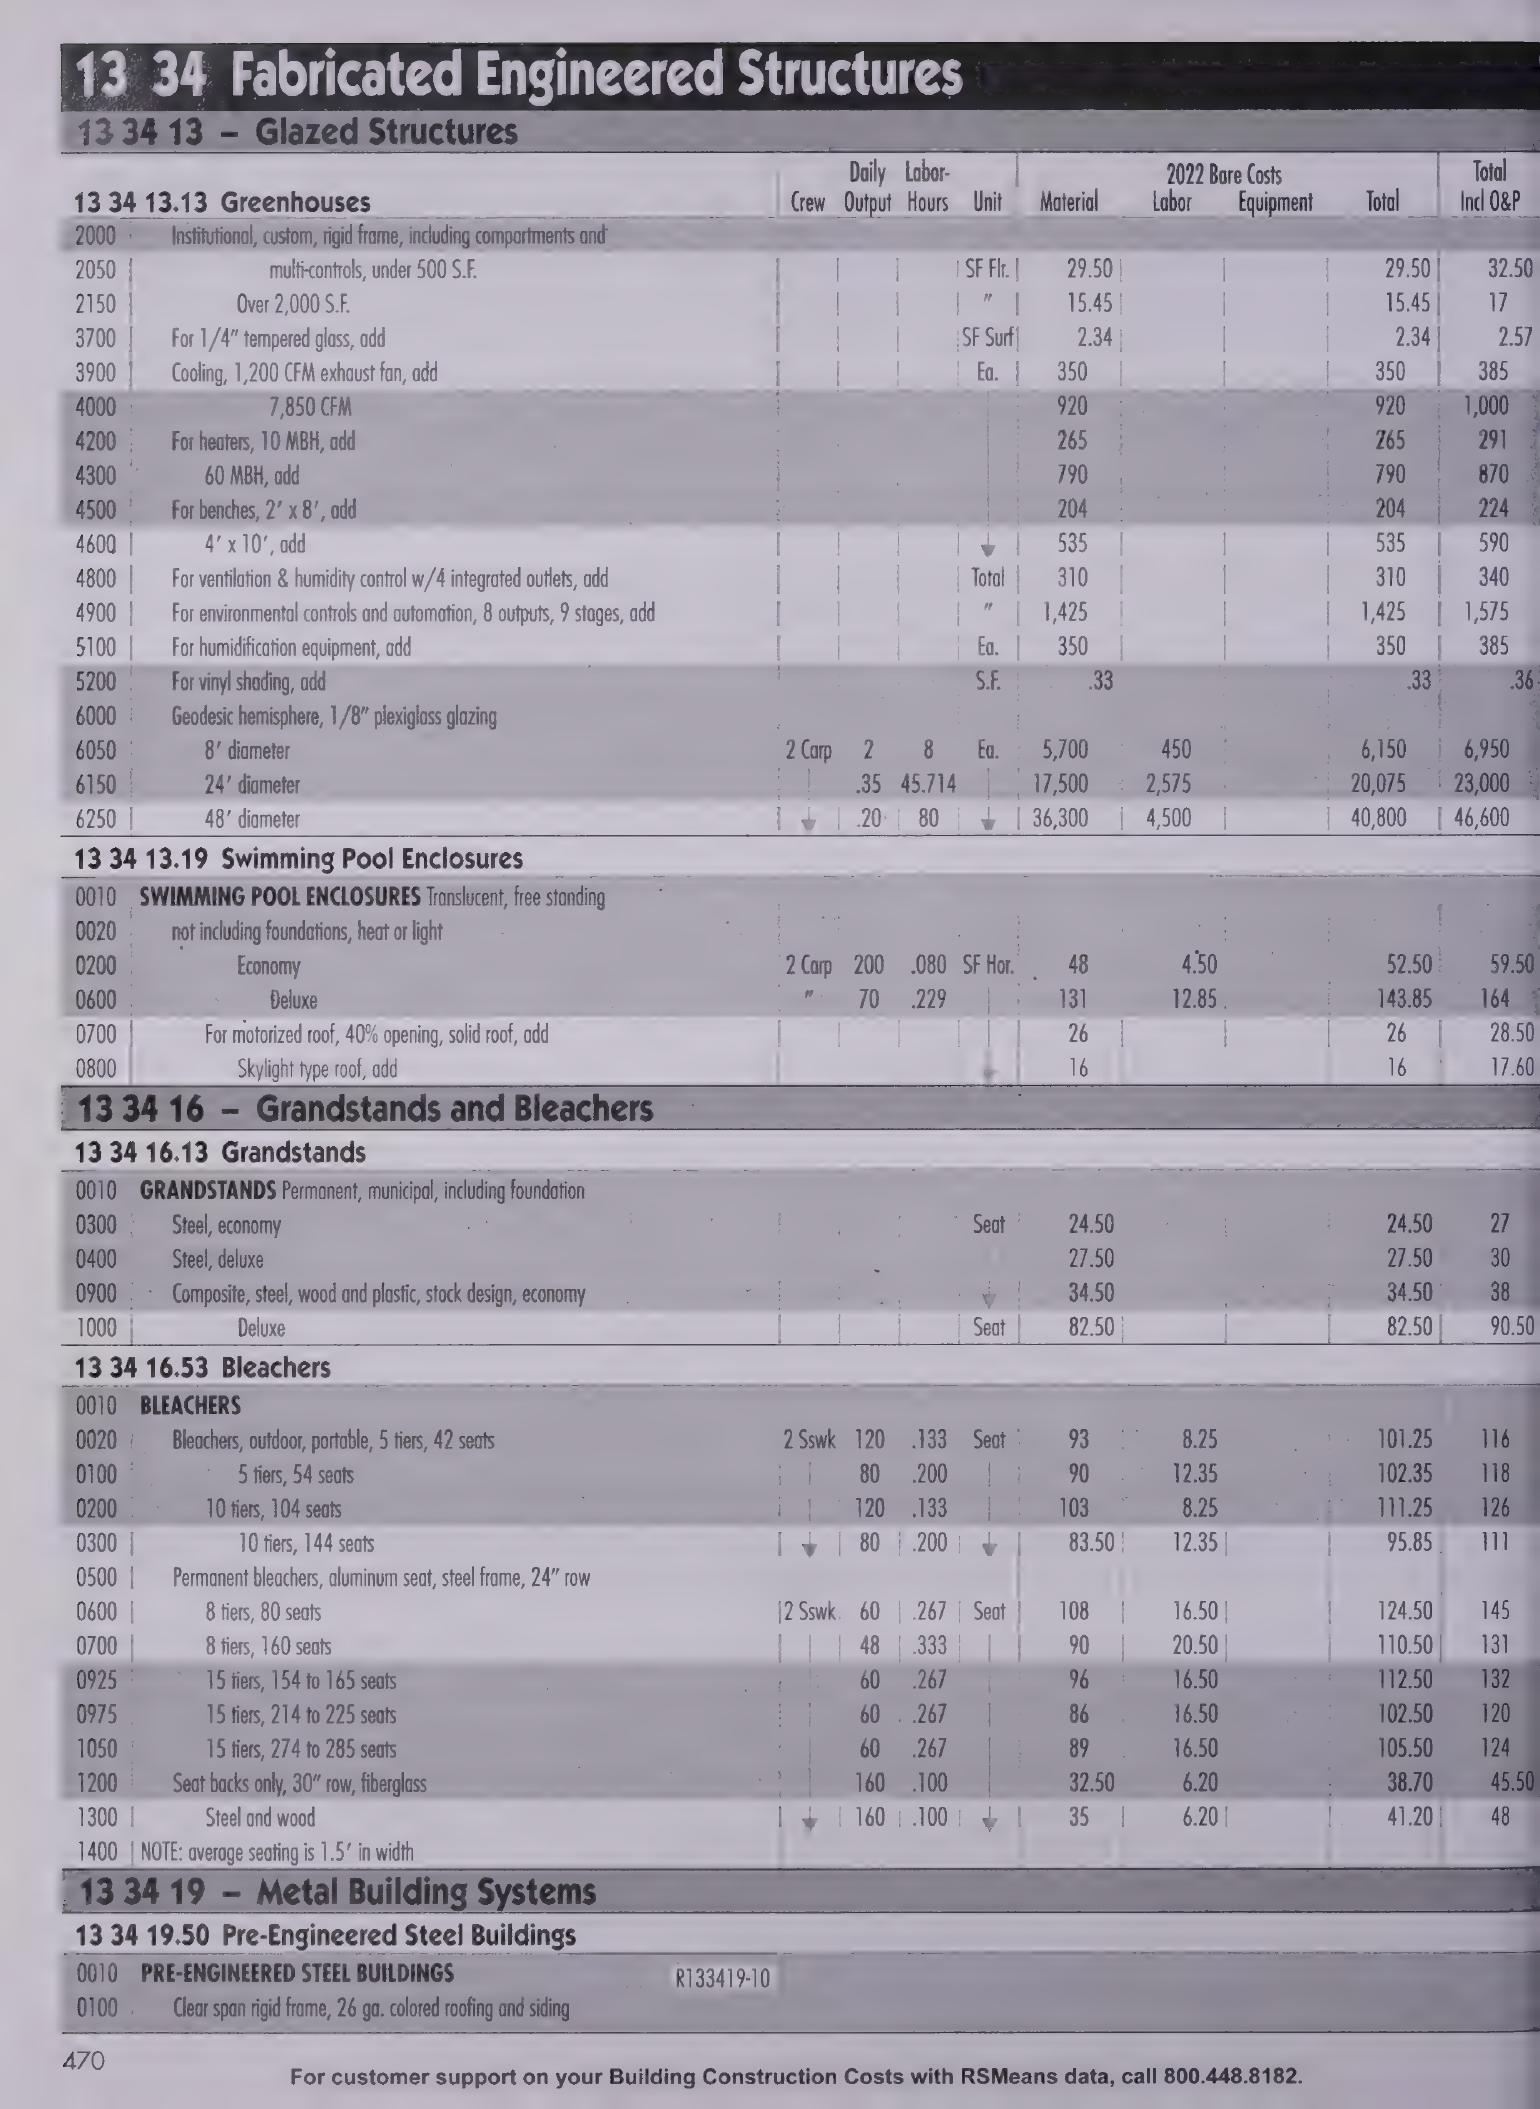 13 34 Fabricated Engineered Structures
13 34 13 – Glazed Structures
13 34 13.13 Greenhouses Crew Daily Output Labor-Hours Unit 2022 Bare Costs Material Labor Equipment Total Total Incl O&P
2000 Institutional, custom, rigid frame, including compartments and
2050 multi-controls, under 500 S.F. SF Flr. 29.50 29.50 32.50
2150 Over 2,000 S.F. " 15.45 15.45 17
3700 For 1/4" tempered glass, add SF Surf 2.34 2.34 2.57
3900 Cooling, 1,200 CFM exhaust fan, add Ea. 350 350 385
4000 7,850 CFM 920 920 1,000
4200 For heaters, 10 MBH, add 265 265 291
4300 60 MBH, add 790 790 870
4500 For benches, 2' x 8', add 204 204 224
4600 4' x 10', add 535 535 590
4800 For ventilation & humidity control w/4 integrated outlets, add Total 310 310 340
4900 For environmental controls and automation, 8 outputs, 9 stages, add " 1,425 1,425 1,575
5100 For humidification equipment, add Ea. 350 350 385
5200 For vinyl shading, add S.F. .33 .33 .36
6000 Geodesic hemisphere, 1/8" plexiglass glazing
6050 8' diameter 2 Carp 2 8 Ea. 5,700 450 6,150 6,950
6150 24' diameter .35 45.714 17,500 2,575 20,075 23,000
6250 48' diameter .20 80 36,300 4,500 40,800 46,600
13 34 13.19 Swimming Pool Enclosures
0010 SWIMMING POOL ENCLOSURES Translucent, free standing
0020 not including foundations, heat or light
0200 Economy 2 Carp 200 .080 SF Hor. 48 4.50 52.50 59.50
0600 Deluxe " 70 .229 131 12.85 143.85 164
0700 For motorized roof, 40% opening, solid roof, add 26 26 28.50
0800 Skylight type roof, add 16 16 17.60
13 34 16 – Grandstands and Bleachers
13 34 16.13 Grandstands
0010 GRANDSTANDS Permanent, municipal, including foundation
0300 Steel, economy Seat 24.50 24.50 27
0400 Steel, deluxe 27.50 27.50 30
0900 Composite, steel, wood and plastic, stock design, economy 34.50 34.50 38
1000 Deluxe Seat 82.50 82.50 90.50
13 34 16.53 Bleachers
0010 BLEACHERS
0020 Bleachers, outdoor, portable, 5 tiers, 42 seats 2 Sswk 120 .133 Seat 93 8.25 101.25 116
0100 5 tiers, 54 seats 80 .200 90 12.35 102.35 118
0200 10 tiers, 104 seats 120 .133 103 8.25 111.25 126
0300 10 tiers, 144 seats 80 .200 83.50 12.35 95.85 111
0500 Permanent bleachers, aluminum seat, steel frame, 24" row
0600 8 tiers, 80 seats 2 Sswk 60 .267 Seat 108 16.50 124.50 145
0700 8 tiers, 160 seats 48 .333 90 20.50 110.50 131
0925 15 tiers, 154 to 165 seats 60 .267 96 16.50 112.50 132
0975 15 tiers, 214 to 225 seats 60 .267 86 16.50 102.50 120
1050 15 tiers, 274 to 285 seats 60 .267 89 16.50 105.50 124
1200 Seat backs only, 30" row, fiberglass 160 .100 32.50 6.20 38.70 45.50
1300 Steel and wood 160 .100 35 6.20 41.20 48
1400 NOTE: average seating is 1.5' in width
13 34 19 – Metal Building Systems
13 34 19.50 Pre-Engineered Steel Buildings
0010 PRE-ENGINEERED STEEL BUILDINGS R133419-10
0100 Clear span rigid frame, 26 ga. colored roofing and siding
470
For customer support on your Building Construction Costs with RSMeans data, call 800.448.8182.